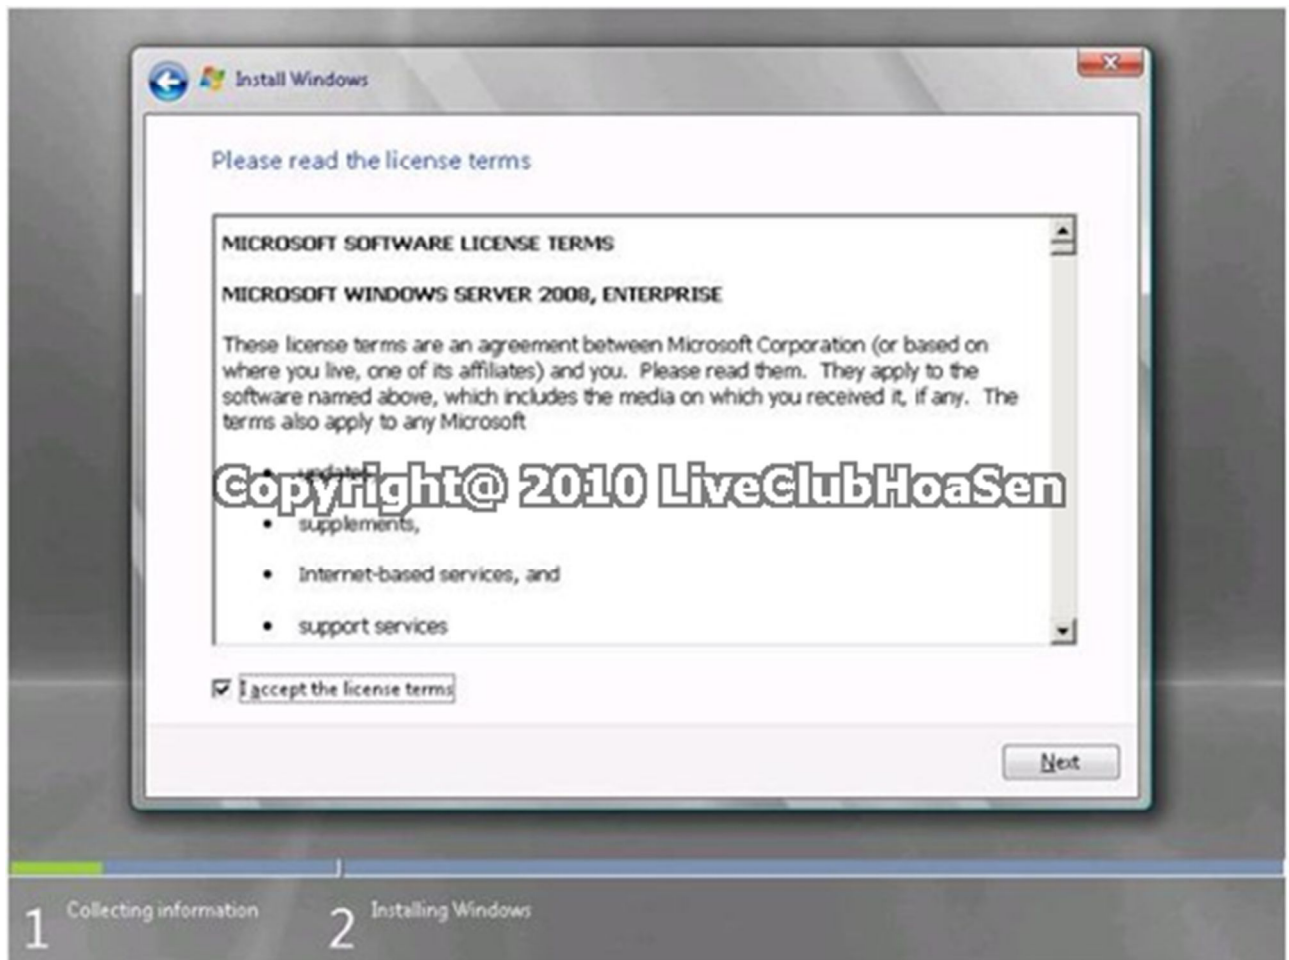 Install Windows
Please read the license terms
MICROSOFT SOFTWARE LICENSE TERMS
MICROSOFT WINDOWS SERVER 2008, ENTERPRISE
These license terms are an agreement between Microsoft Corporation (or based on
where you live, one of its affiliates) and you.  Please read them.  They apply to the
software named above, which includes the media on which you received it, if any.  The
terms also apply to any Microsoft
• updates,
Copyright@ 2010 LiveClubHoaSen
• supplements,
• Internet-based services, and
• support services
I accept the license terms
Next
1 Collecting information
2 Installing Windows